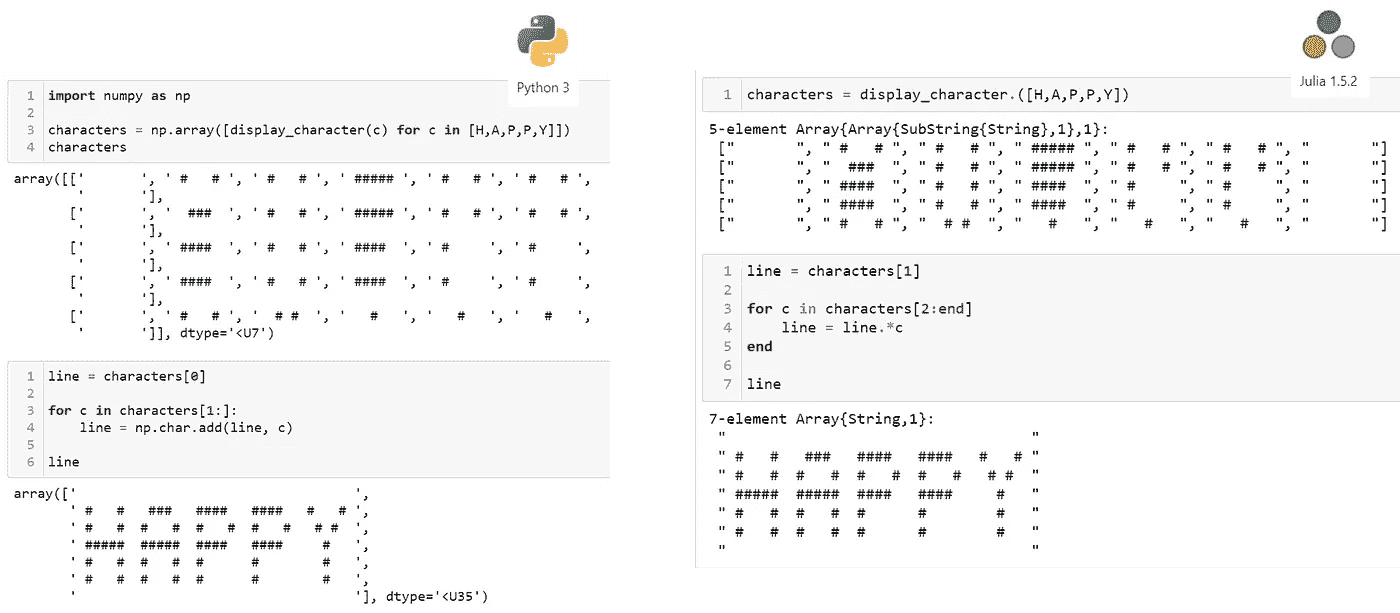 Python 3
1 import numpy as np
2
3 characters = np.array([display_character(c) for c in [H,A,P,P,Y]])
4 characters
array([['       ', ' #   # ', ' #   # ', ' ##### ', ' #   # ', ' #   # ',
        '       '],
       ['       ', '  ###  ', ' #   # ', ' ##### ', ' #   # ', ' #   # ',
        '       '],
       ['       ', ' ####  ', ' #   # ', ' ####  ', ' #     ', ' #     ',
        '       '],
       ['       ', ' ####  ', ' #   # ', ' ####  ', ' #     ', ' #     ',
        '       '],
       ['       ', ' #   # ', '  # #  ', '   #   ', '   #   ', '   #   ',
        '       ']], dtype='<U7')
1 line = characters[0]
2
3 for c in characters[1:]:
4     line = np.char.add(line, c)
5
6 line
array(['                                   ',
       ' #   #   ###   ####   ####   #   # ',
       ' #   #  #   #  #   #  #   #   # #  ',
       ' #####  #####  ####   ####     #   ',
       ' #   #  #   #  #      #        #   ',
       ' #   #  #   #  #      #        #   ',
       '                                   '], dtype='<U35')
Julia 1.5.2
1 characters = display_character.([H,A,P,P,Y])
5-element Array{Array{SubString{String},1},1}:
 ["       ", " #   # ", " #   # ", " ##### ", " #   # ", " #   # ", "       "]
 ["       ", "  ###  ", " #   # ", " ##### ", " #   # ", " #   # ", "       "]
 ["       ", " ####  ", " #   # ", " ####  ", " #     ", " #     ", "       "]
 ["       ", " ####  ", " #   # ", " ####  ", " #     ", " #     ", "       "]
 ["       ", " #   # ", "  # #  ", "   #   ", "   #   ", "   #   ", "       "]
1 line = characters[1]
2
3 for c in characters[2:end]
4     line = line.*c
5 end
6
7 line
7-element Array{String,1}:
 "                                   "
 " #   #   ###   ####   ####   #   # "
 " #   #  #   #  #   #  #   #   # #  "
 " #####  #####  ####   ####     #   "
 " #   #  #   #  #      #        #   "
 " #   #  #   #  #      #        #   "
 "                                   "